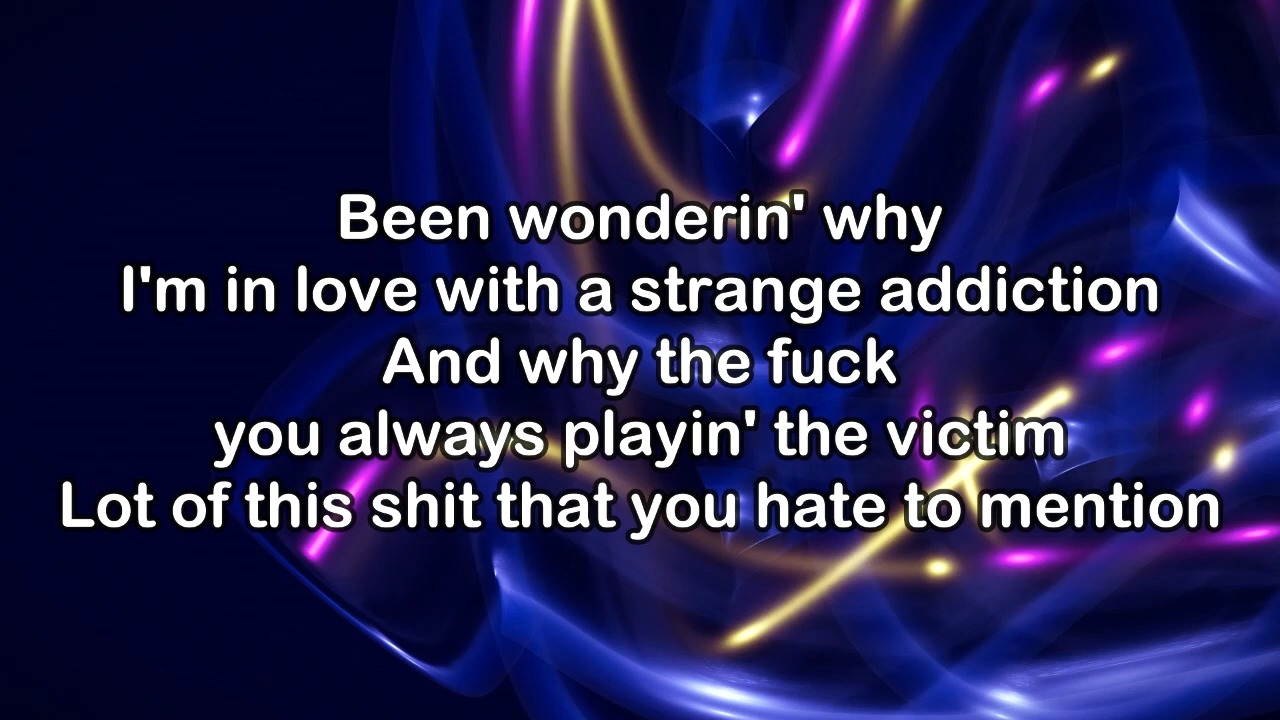 Been wonderin' why
I'm in love with a strange addiction
And why the fuck
you always playin' the victim
Lot of this shit that you hate to mention